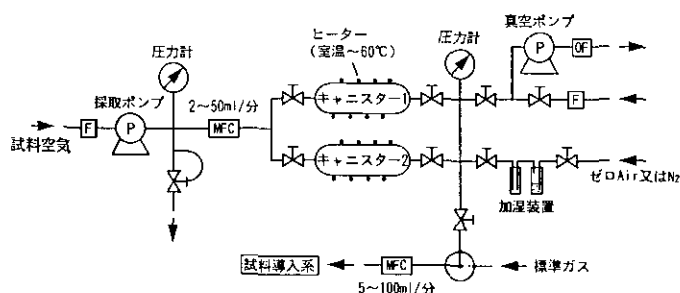 真空ポンプ
P
OF
ヒーター
(室温～60℃)
圧力計
圧力計
採取ポンプ
2～50ml/分
キャニスター1
F
試料空気
F
P
MFC
キャニスター2
ゼロAir又はN2
加湿装置
試料導入系
MFC
標準ガス
5～100ml/分